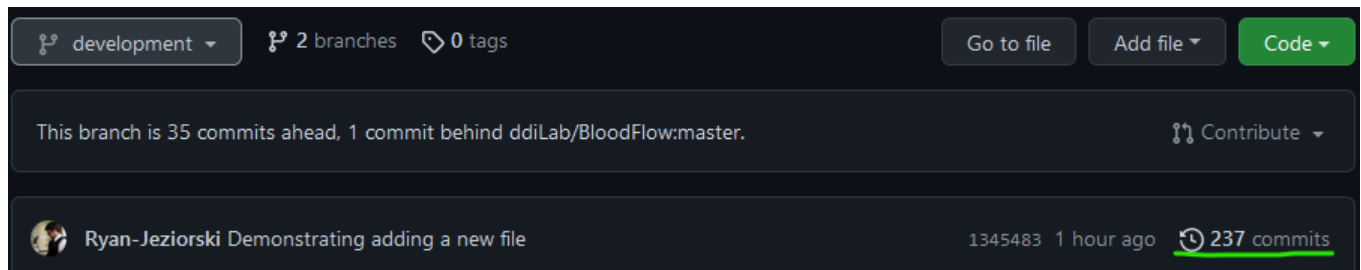 development 2 branches 0 tags Go to file Add file Code
This branch is 35 commits ahead, 1 commit behind ddiLab/BloodFlow:master. Contribute
Ryan-Jeziorski Demonstrating adding a new file 1345483 1 hour ago 237 commits